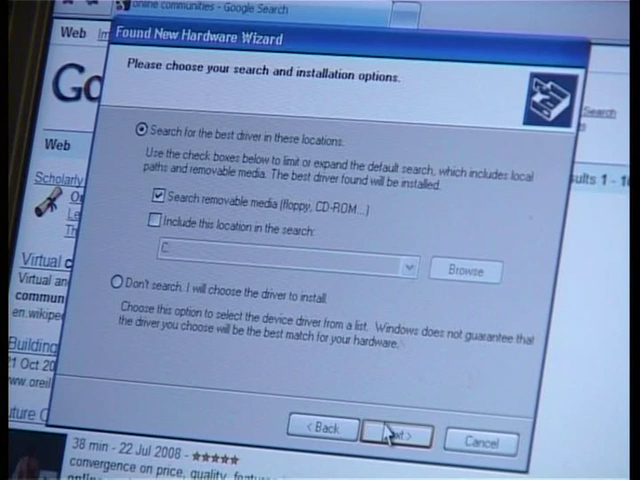 online communities - Google Search
Web
Found New Hardware Wizard
Please choose your search and installation options.
Search
Web
Search for the best driver in these locations.
Use the check boxes below to limit or expand the default search, which includes local
paths and removable media. The best driver found will be installed.
Search removable media (floppy, CD-ROM...)
Include this location in the search:
C:
Browse
Don't search. I will choose the driver to install.
Choose this option to select the device driver from a list. Windows does not guarantee that
the driver you choose will be the best match for your hardware.
< Back
Cancel
Scholarly
Virtual c
Virtual an
commun
en.wikipe
Building
21 Oct 20
www.oreil
uture C
38 min - 22 Jul 2008 -
convergence on price, quality, featur